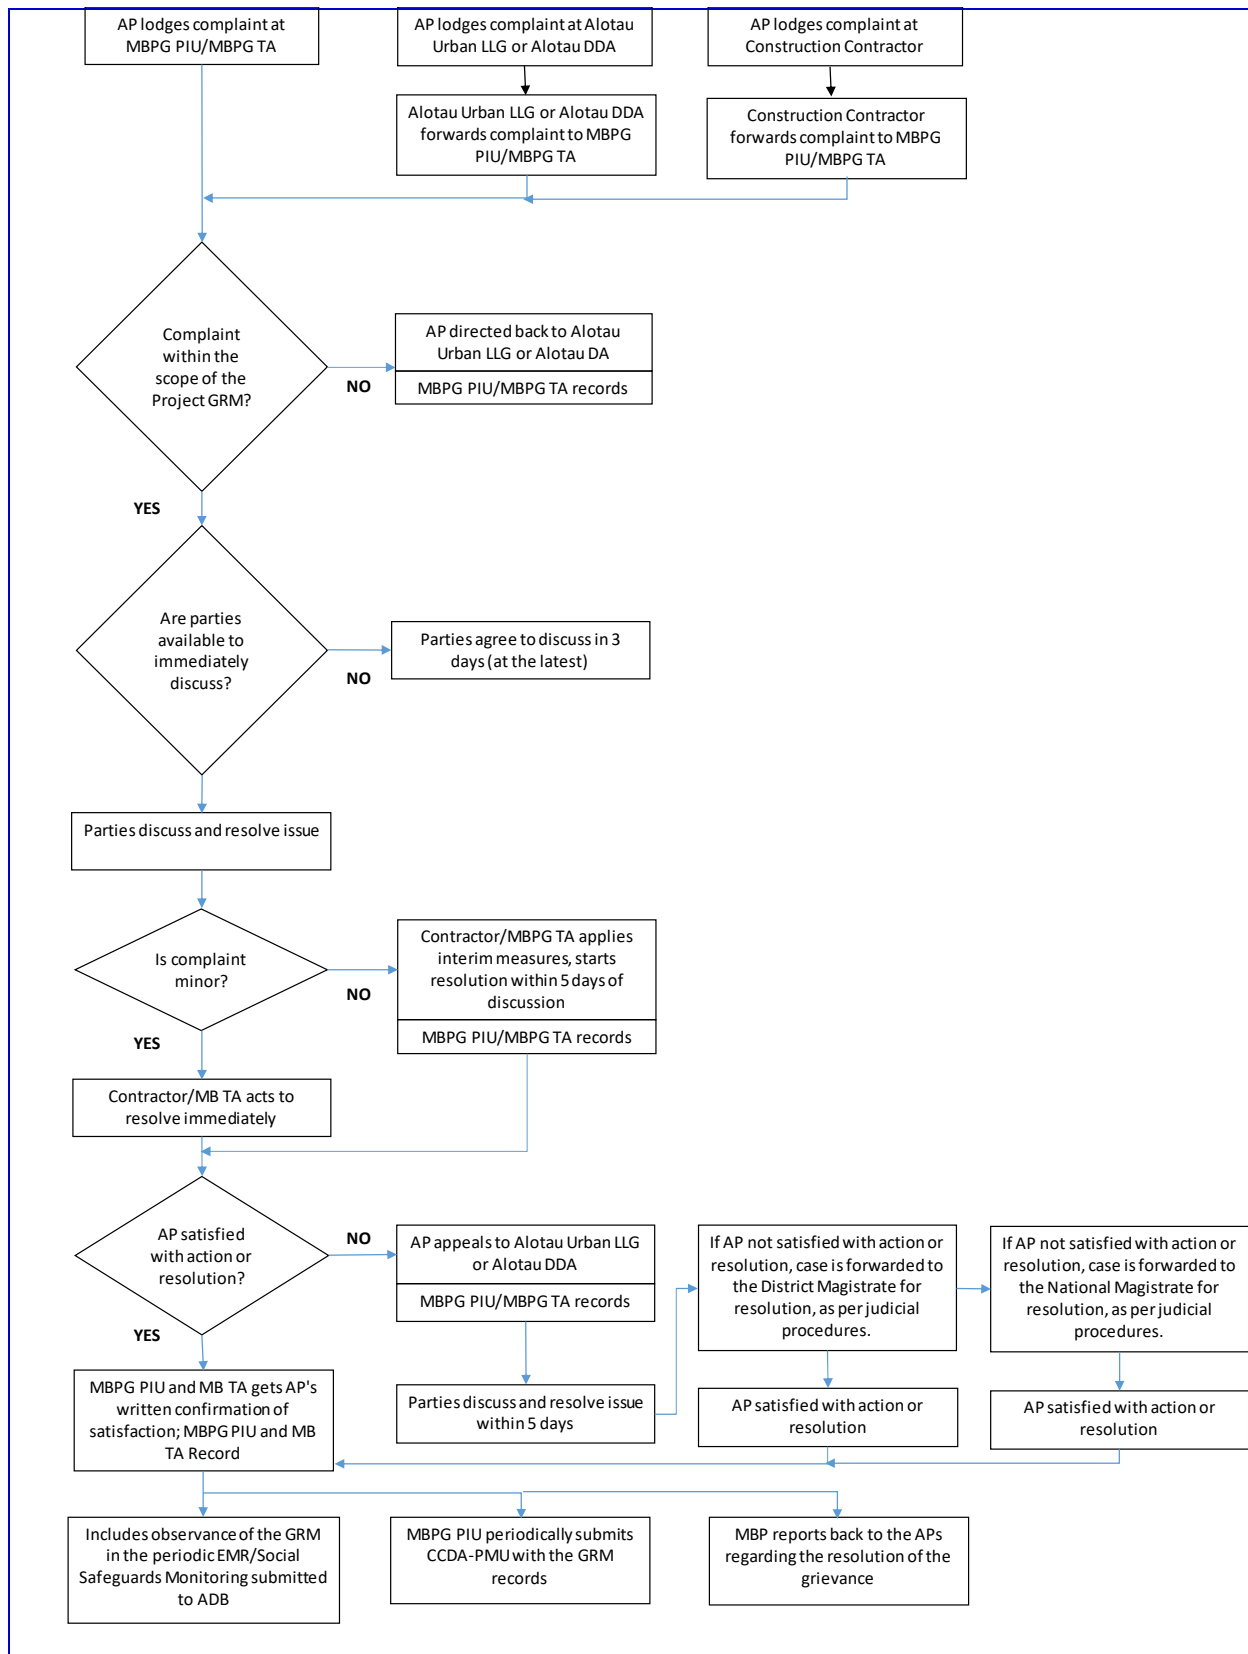 AP lodges complaint at
MBPG PIU/MBPG TA
AP lodges complaint at Alotau
Urban LLG or Alotau DDA
AP lodges complaint at
Construction Contractor
Alotau Urban LLG or Alotau DDA
forwards complaint to MBPG
PIU/MBPG TA
Construction Contractor
forwards complaint to MBPG
PIU/MBPG TA
Complaint
within the
scope of the
Project GRM?
NO
AP directed back to Alotau
Urban LLG or Alotau DA
MBPG PIU/MBPG TA records
YES
Are parties
available to
immediately
discuss?
NO
Parties agree to discuss in 3
days (at the latest)
Parties discuss and resolve issue
Is complaint
minor?
NO
Contractor/MBPG TA applies
interim measures, starts
resolution within 5 days of
discussion
MBPG PIU/MBPG TA records
YES
Contractor/MB TA acts to
resolve immediately
AP satisfied
with action or
resolution?
NO
AP appeals to Alotau Urban LLG
or Alotau DDA
MBPG PIU/MBPG TA records
If AP not satisfied with action or
resolution, case is forwarded to
the District Magistrate for
resolution, as per judicial
procedures.
If AP not satisfied with action or
resolution, case is forwarded to
the National Magistrate for
resolution, as per judicial
procedures.
YES
MBPG PIU and MB TA gets AP's
written confirmation of
satisfaction; MBPG PIU and MB
TA Record
Parties discuss and resolve issue
within 5 days
AP satisfied with action or
resolution
AP satisfied with action or
resolution
Includes observance of the GRM
in the periodic EMR/Social
Safeguards Monitoring submitted
to ADB
MBPG PIU periodically submits
CCDA-PMU with the GRM
records
MBP reports back to the APs
regarding the resolution of the
grievance